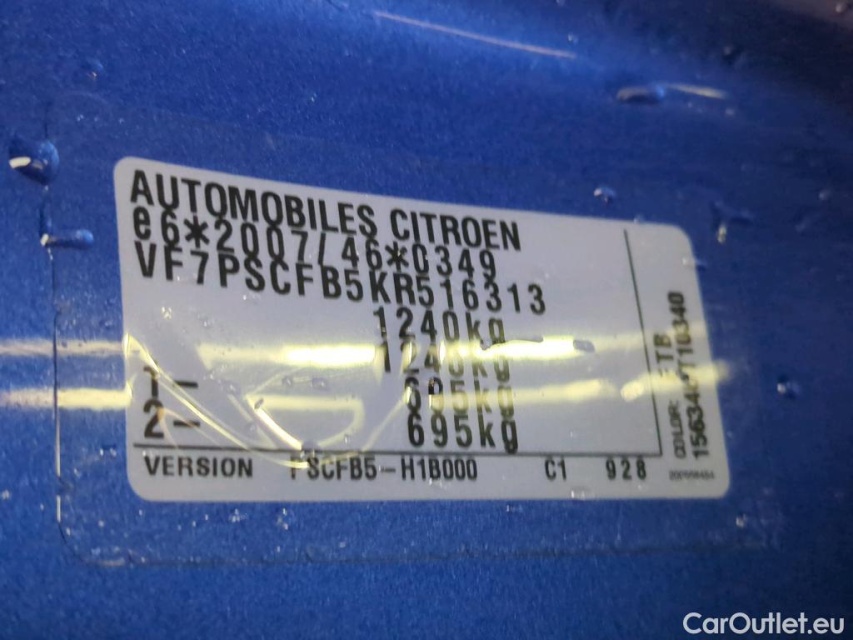 AUTOMOBILES CITROEN
e6*2007/46*0349
VF7PSCFB5KR516313
1240kg
1240kg
1-
2- 695kg
VERSION PSCFB5-H1B000 C1 928
COLOR:
CarOutlet.eu